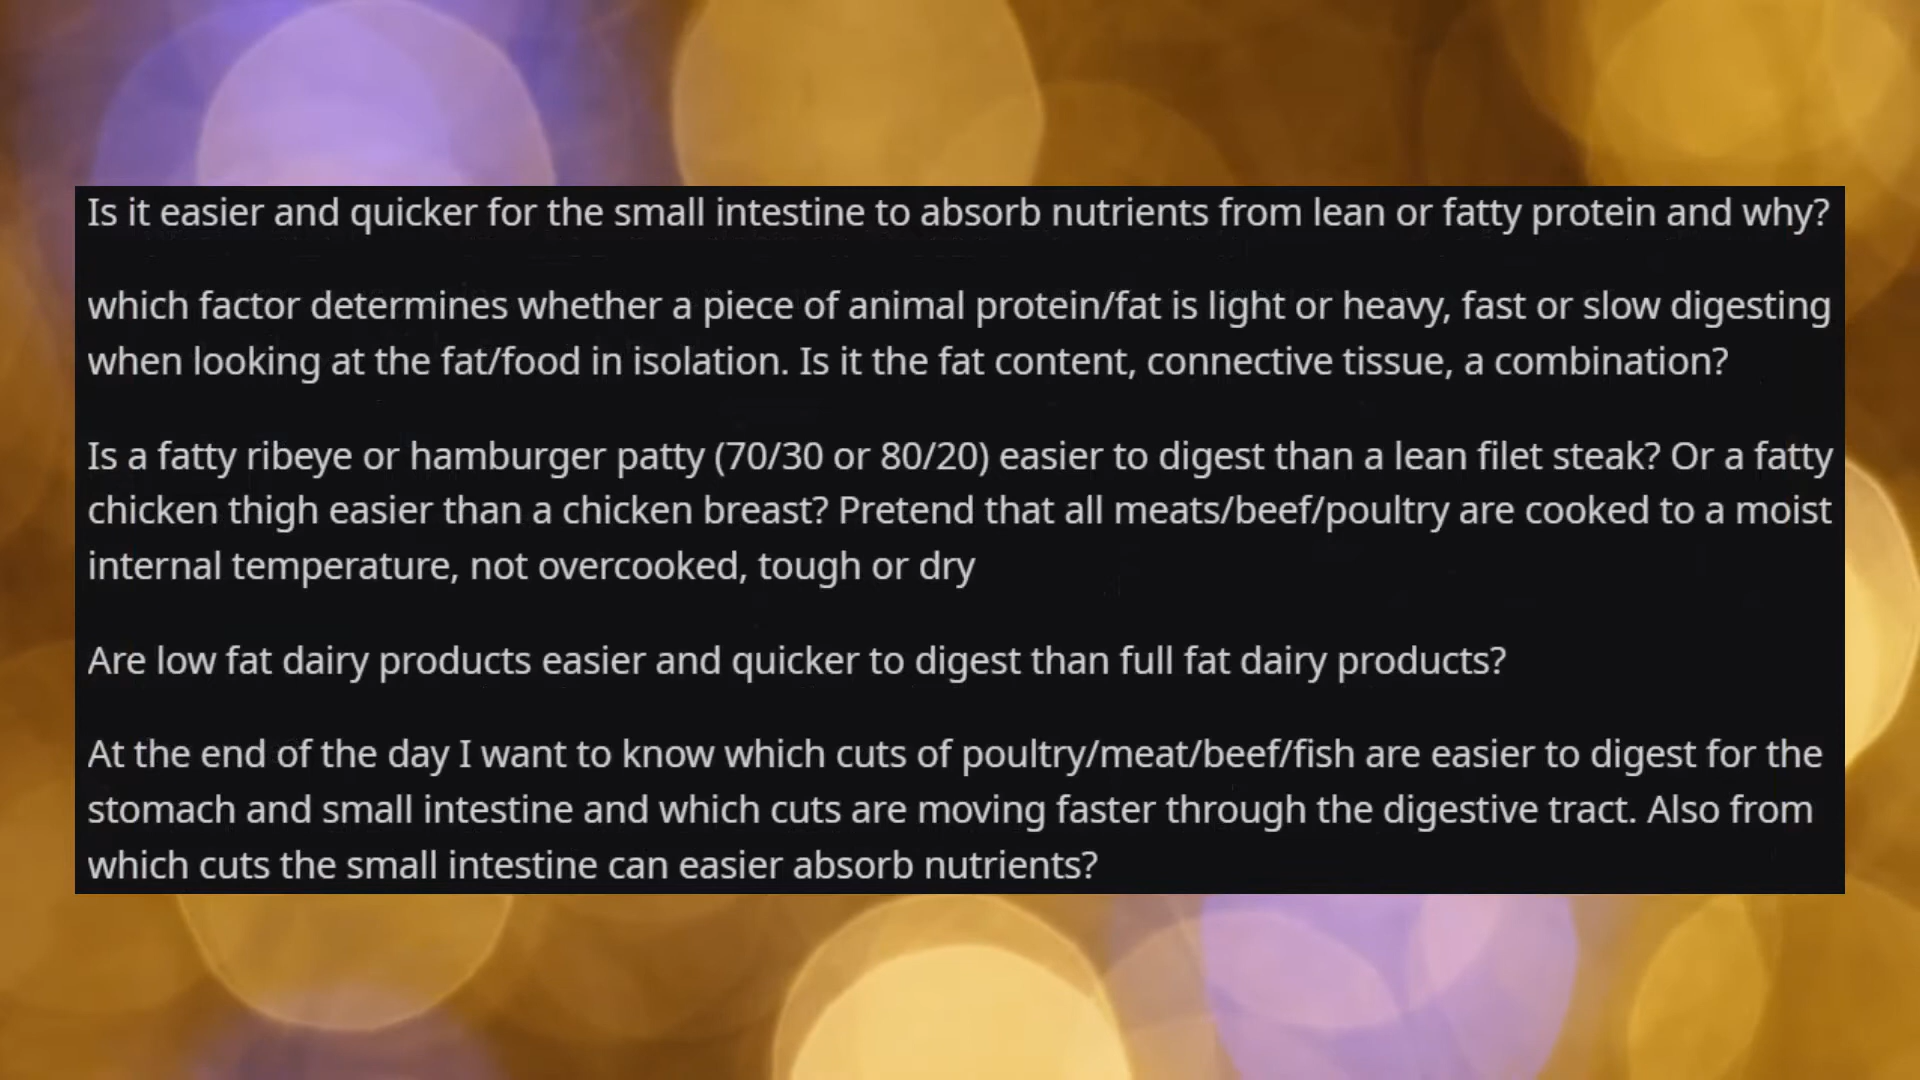 Is it easier and quicker for the small intestine to absorb nutrients from lean or fatty protein and why?
which factor determines whether a piece of animal protein/fat is light or heavy, fast or slow digesting
when looking at the fat/food in isolation. Is it the fat content, connective tissue, a combination?
Is a fatty ribeye or hamburger patty (70/30 or 80/20) easier to digest than a lean filet steak? Or a fatty
chicken thigh easier than a chicken breast? Pretend that all meats/beef/poultry are cooked to a moist
internal temperature, not overcooked, tough or dry
Are low fat dairy products easier and quicker to digest than full fat dairy products?
At the end of the day I want to know which cuts of poultry/meat/beef/fish are easier to digest for the
stomach and small intestine and which cuts are moving faster through the digestive tract. Also from
which cuts the small intestine can easier absorb nutrients?